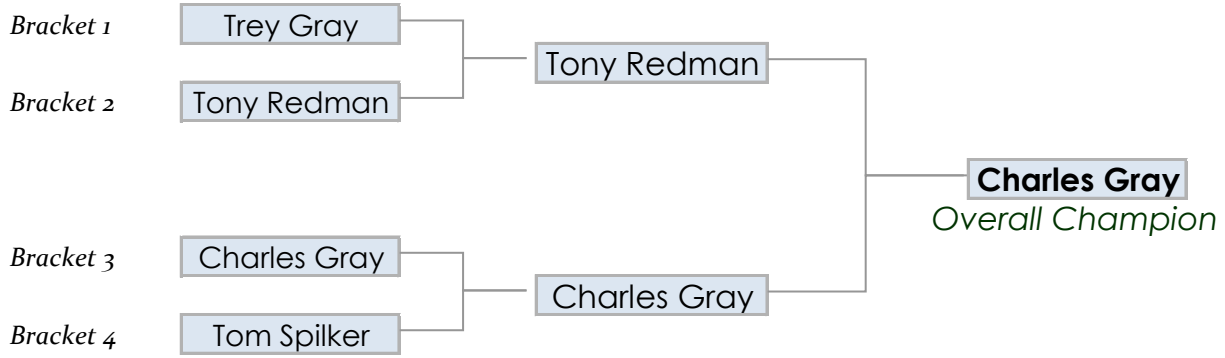 Bracket 1 Trey Gray
Tony Redman
Bracket 2 Tony Redman
Charles Gray
Overall Champion
Bracket 3 Charles Gray
Charles Gray
Bracket 4 Tom Spilker